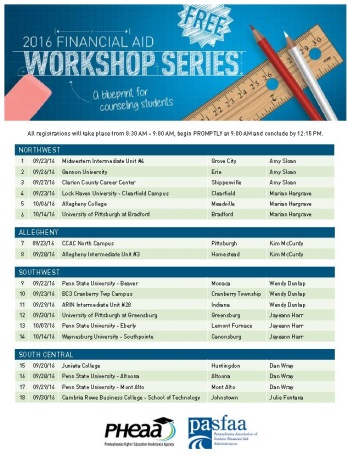 FREE
2016 FINANCIAL AID
WORKSHOP SERIES
a blueprint for
counseling students
All registrations will take place from 8:30 AM - 9:00 AM, begin PROMPTLY at 9:00 AM and conclude by 12:15 PM.
NORTHWEST
1 09/23/16 Midwestern Intermediate Unit #4 Grove City Amy Sloan
2 09/26/16 Gannon University Erie Amy Sloan
3 09/27/16 Clarion County Career Center Shippenville Amy Sloan
4 09/23/16 Lock Haven University - Clearfield Campus Clearfield Marian Hargrave
5 10/06/16 Allegheny College Meadville Marian Hargrave
6 10/14/16 University of Pittsburgh at Bradford Bradford Marian Hargrave
ALLEGHENY
7 09/23/16 CCAC North Campus Pittsburgh Kim McCurdy
8 09/28/16 Allegheny Intermediate Unit #3 Homestead Kim McCurdy
SOUTHWEST
9 09/22/16 Penn State University - Beaver Monaca Wendy Dunlap
10 09/23/16 BC3 Cranberry Twp Campus Cranberry Township Wendy Dunlap
11 09/29/16 ARIN Intermediate Unit #28 Indiana Wendy Dunlap
12 09/30/16 University of Pittsburgh at Greensburg Greensburg Jayeann Harr
13 10/07/16 Penn State University - Eberly Lemont Furnace Jayeann Harr
14 10/14/16 Waynesburg University - Southpointe Canonsburg Jayeann Harr
SOUTH CENTRAL
15 09/20/16 Juniata College Huntingdon Dan Wray
16 09/28/16 Penn State University - Altoona Altoona Dan Wray
17 09/29/16 Penn State University - Mont Alto Mont Alto Dan Wray
18 09/30/16 Cambria Rowe Business College - School of Technology Johnstown Julie Fontana
PHEAA
Pennsylvania Higher Education Assistance Agency
pasfaa
Pennsylvania Association of
Student Financial Aid
Administrators